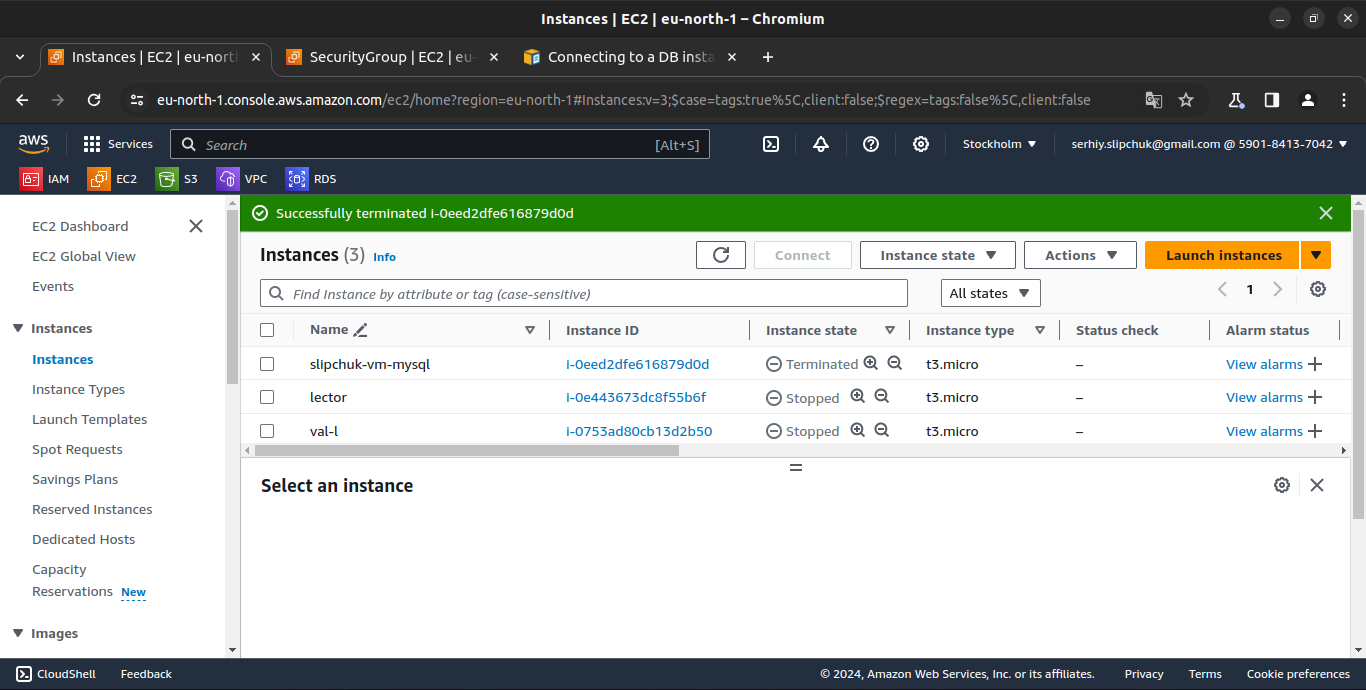 Instances | EC2 | eu-north-1 – Chromium
Instances | EC2 | eu-nort
SecurityGroup | EC2 | eu-
Connecting to a DB insta
eu-north-1.console.aws.amazon.com/ec2/home?region=eu-north-1#Instances:v=3;$case=tags:true%5C,client:false;$regex=tags:false%5C,client:false
aws Services Search [Alt+S] Stockholm serhiy.slipchuk@gmail.com @ 5901-8413-7042
IAM EC2 S3 VPC RDS
EC2 Dashboard
EC2 Global View
Events
Instances
Instances
Instance Types
Launch Templates
Spot Requests
Savings Plans
Reserved Instances
Dedicated Hosts
Capacity
Reservations New
Images
Successfully terminated i-0eed2dfe616879d0d
Instances (3) Info Connect Instance state Actions Launch instances
Find Instance by attribute or tag (case-sensitive) All states 1
Name Instance ID Instance state Instance type Status check Alarm status
slipchuk-vm-mysql i-0eed2dfe616879d0d Terminated t3.micro – View alarms
lector i-0e443673dc8f55b6f Stopped t3.micro – View alarms
val-l i-0753ad80cb13d2b50 Stopped t3.micro – View alarms
Select an instance
CloudShell Feedback © 2024, Amazon Web Services, Inc. or its affiliates. Privacy Terms Cookie preferences